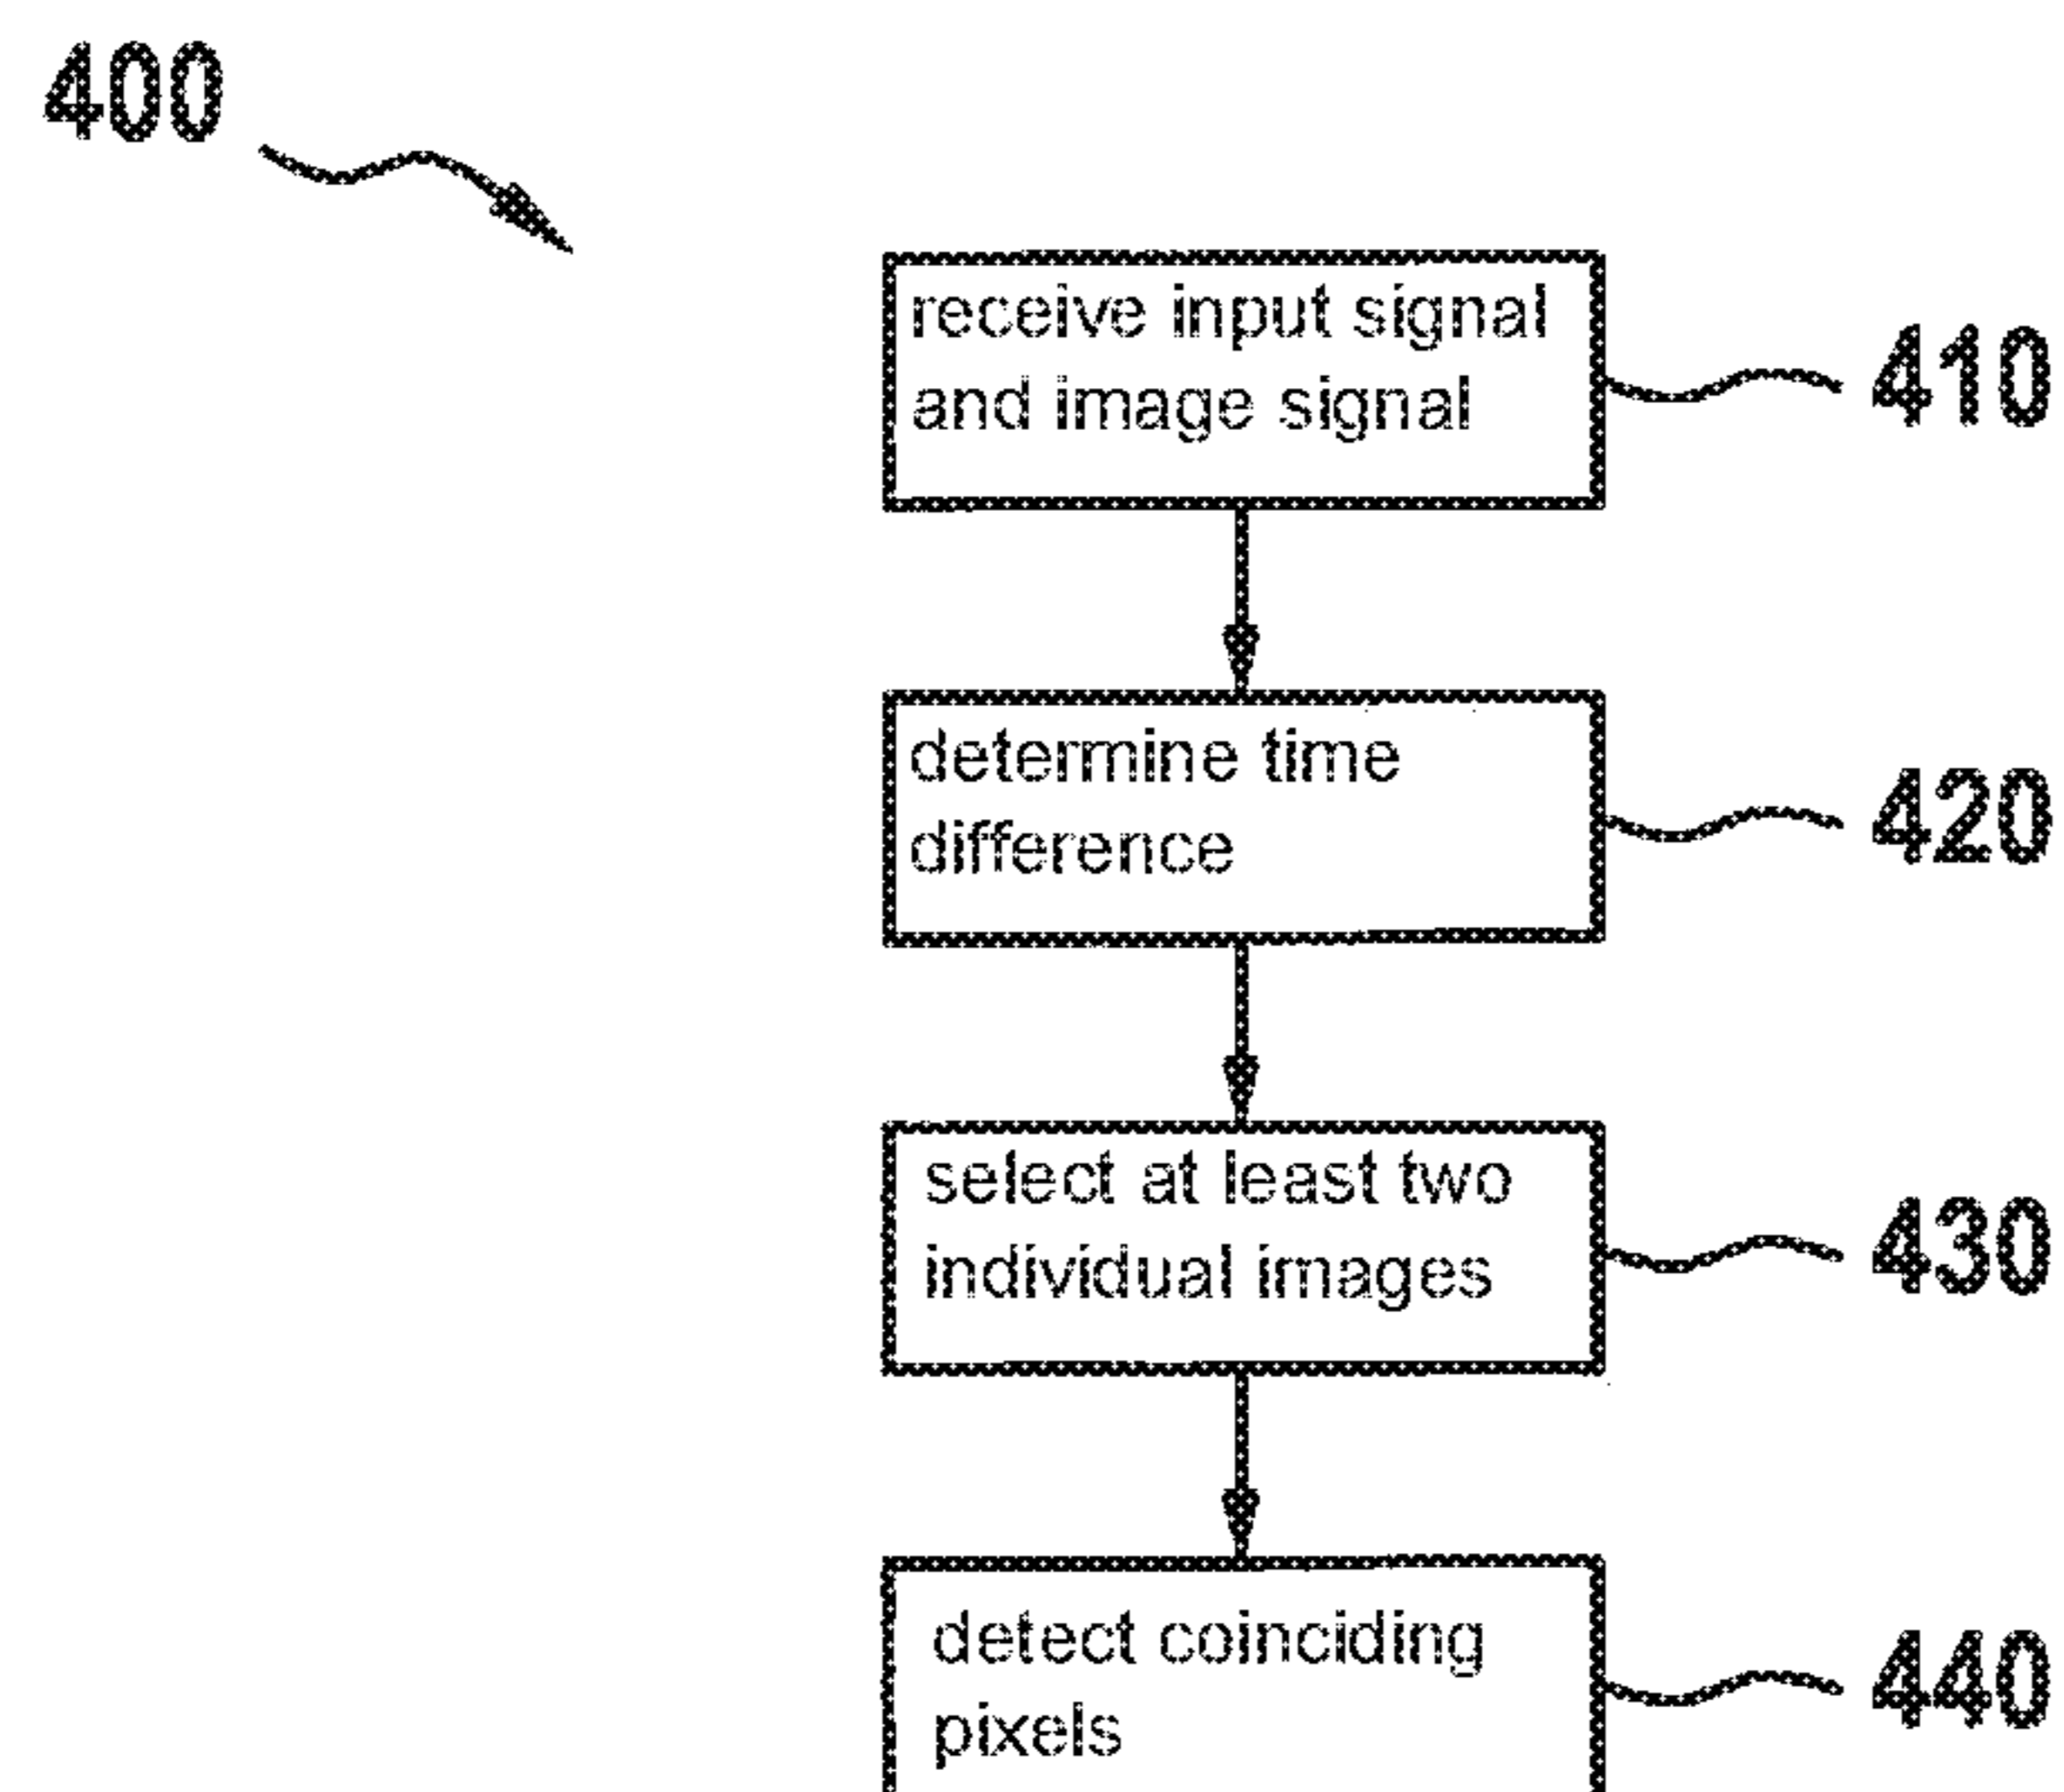 400
receive input signal
and image signal
410
determine time
difference
420
select at least two
individual images
430
detect coinciding
pixels
440